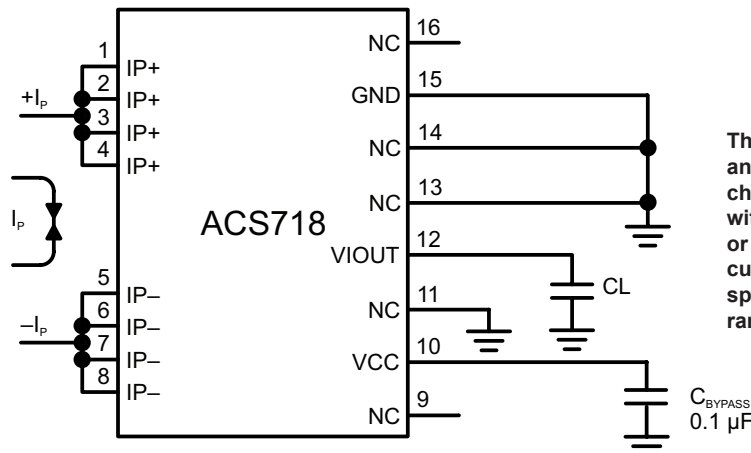 1
IP+
2
IP+
3
IP+
4
IP+
+IP
IP
5
IP–
6
IP–
7
IP–
8
IP–
–IP
ACS718
NC 16
GND 15
NC 14
NC 13
VIOUT 12
CL
NC 11
VCC 10
NC 9
CBYPASS
0.1 µF